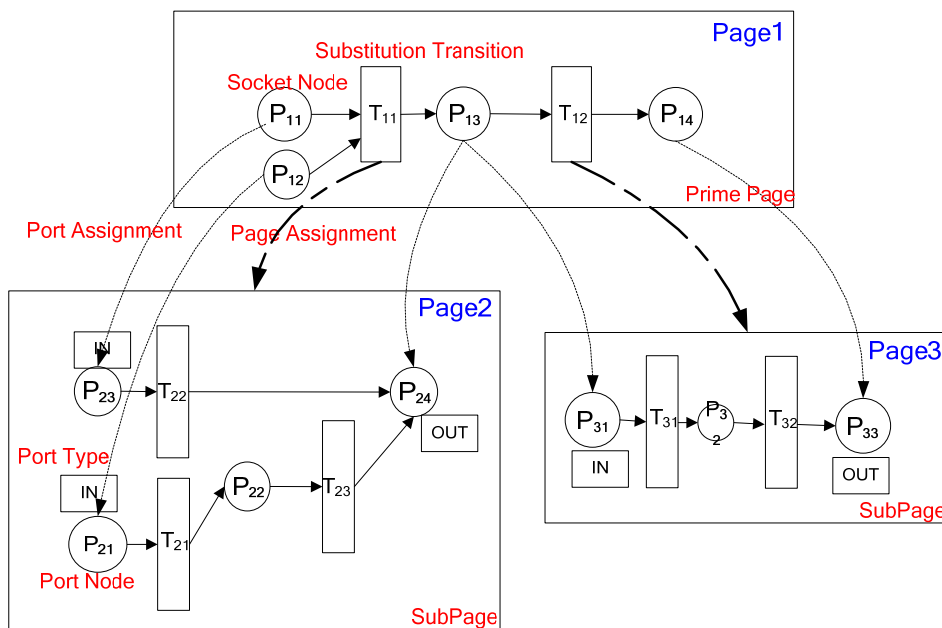 Page1
Substitution Transition
Socket Node
P11
T11
P13
T12
P14
P12
Prime Page
Port Assignment
Page Assignment
Page2
IN
P23
T22
P24
OUT
Port Type
IN
P22
T23
P21
T21
Port Node
SubPage
Page3
P31
T31
P32
T32
P33
IN
OUT
SubPage